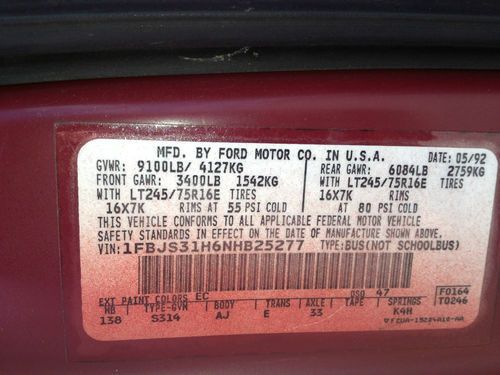 MFD. BY FORD MOTOR CO. IN U.S.A.
DATE: 05/92
GVWR: 9100LB/ 4127KG
FRONT GAWR: 3400LB 1542KG
REAR GAWR: 6084LB 2759KG
WITH LT245/75R16E TIRES
WITH LT245/75R16E TIRES
16X7K RIMS AT 55 PSI COLD
16X7K RIMS
AT 80 PSI COLD
THIS VEHICLE CONFORMS TO ALL APPLICABLE FEDERAL MOTOR VEHICLE
SAFETY STANDARDS IN EFFECT ON THE DATE OF MANUFACTURE SHOWN ABOVE.
VIN: 1FBJS31H6NHB25277 TYPE: BUS(NOT SCHOOLBUS)
EXT PAINT COLORS EC DSO 47 F0164
WB TYPE-GVM BODY TRANS AXLE TAPE SPRINGS T0246
138 S314 AJ E 33 K4H